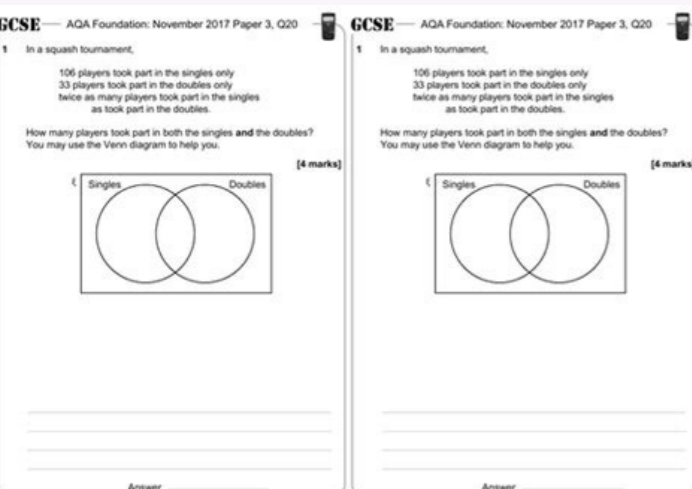 GCSE AQA Foundation: November 2017 Paper 3, Q20
1 In a squash tournament,
106 players took part in the singles only
33 players took part in the doubles only
twice as many players took part in the singles
as took part in the doubles.
How many players took part in both the singles and the doubles?
You may use the Venn diagram to help you.
[4 marks]
ξ Singles Doubles
Answer
GCSE AQA Foundation: November 2017 Paper 3, Q20
1 In a squash tournament,
106 players took part in the singles only
33 players took part in the doubles only
twice as many players took part in the singles
as took part in the doubles.
How many players took part in both the singles and the doubles?
You may use the Venn diagram to help you.
[4 marks
ξ Singles Doubles
Answer